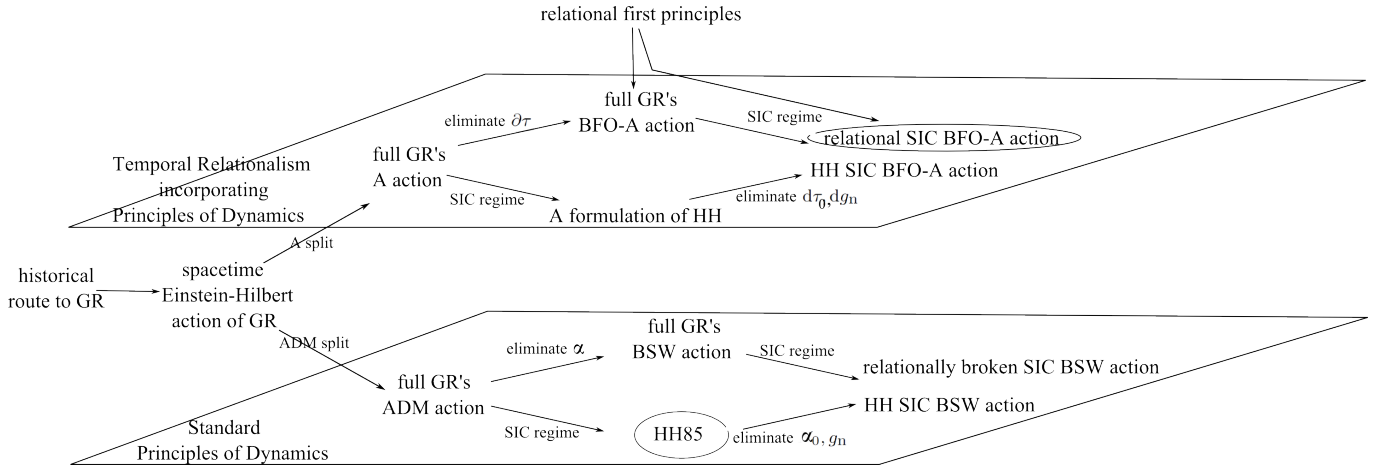 relational first principles
full GR's
BFO-A action
eliminate ∂τ
SIC regime
relational SIC BFO-A action
full GR's
A action
Temporal Relationalism
incorporating
Principles of Dynamics
HH SIC BFO-A action
SIC regime
eliminate dτ₀,dgₙ
A formulation of HH
A split
historical
route to GR
spacetime
Einstein-Hilbert
action of GR
ADM split
full GR's
BSW action
eliminate α
SIC regime
relationally broken SIC BSW action
full GR's
ADM action
HH SIC BSW action
SIC regime
HH85
eliminate α₀, gₙ
Standard
Principles of Dynamics